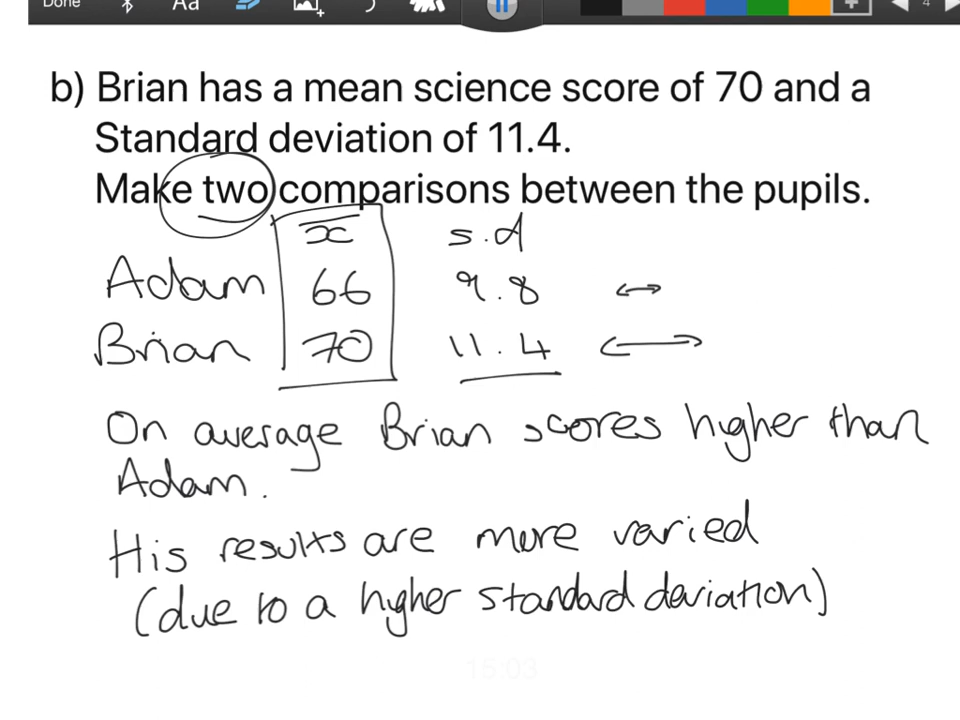 Done Aa 4
b) Brian has a mean science score of 70 and a
Standard deviation of 11.4.
Make two comparisons between the pupils.
x̄ s.d
Adam 66 9.8
Brian 70 11.4
On average Brian scores higher than
Adam.
His results are more varied
(due to a higher standard deviation)
15:03